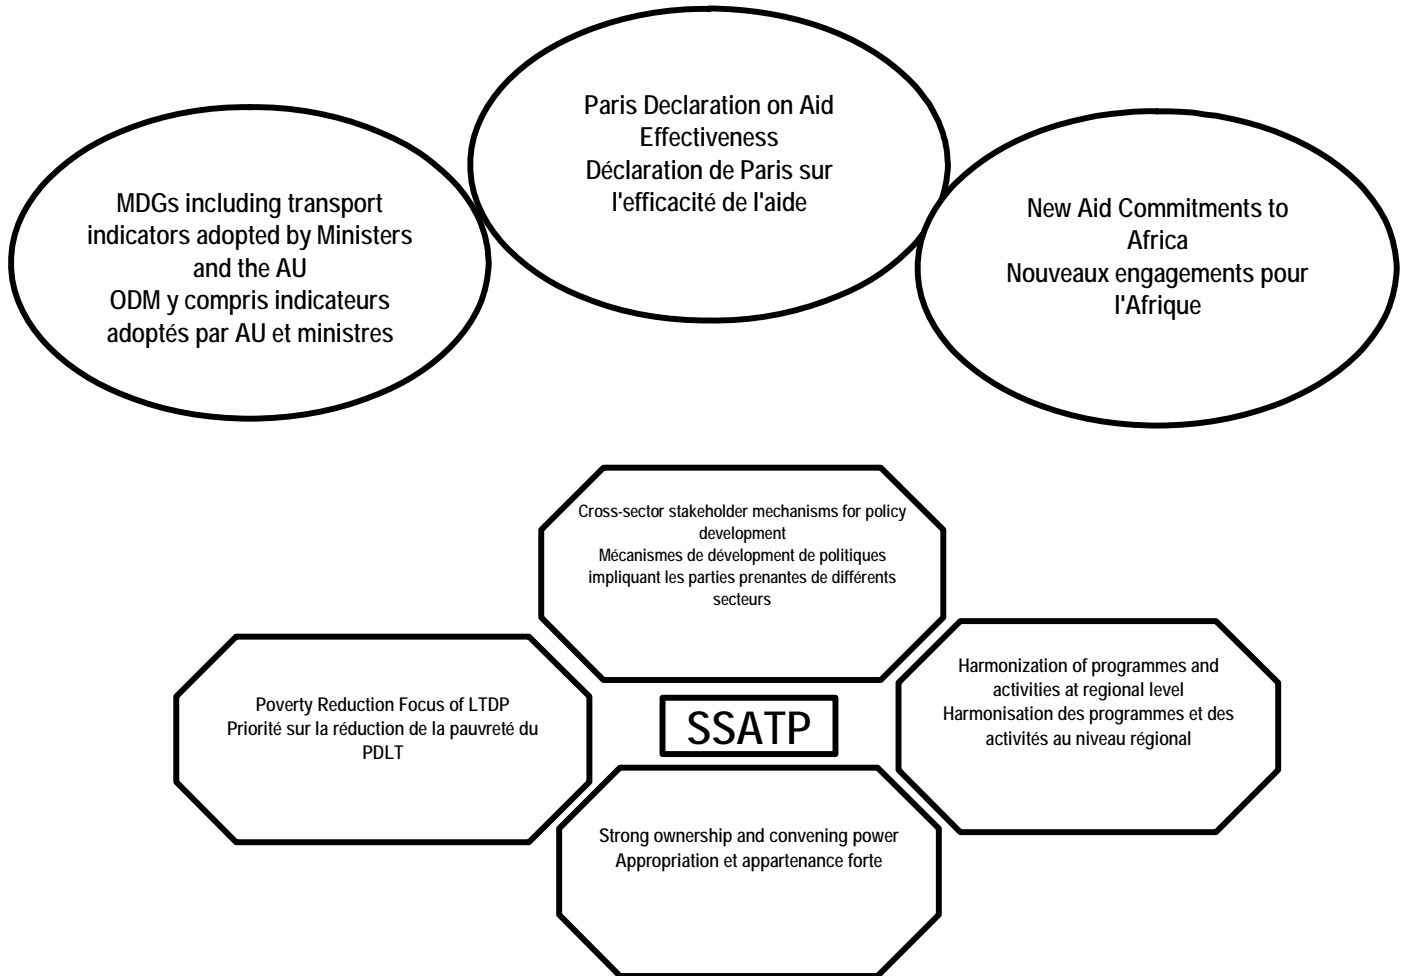 Paris Declaration on Aid
Effectiveness
Déclaration de Paris sur
l'efficacité de l'aide
MDGs including transport
indicators adopted by Ministers
and the AU
ODM y compris indicateurs
adoptés par AU et ministres
New Aid Commitments to
Africa
Nouveaux engagements pour
l'Afrique
Cross-sector stakeholder mechanisms for policy
development
Mécanismes de dévelopment de politiques
impliquant les parties prenantes de différents
secteurs
Poverty Reduction Focus of LTDP
Priorité sur la réduction de la pauvreté du
PDLT
SSATP
Harmonization of programmes and
activities at regional level
Harmonisation des programmes et des
activités au niveau régional
Strong ownership and convening power
Appropriation et appartenance forte